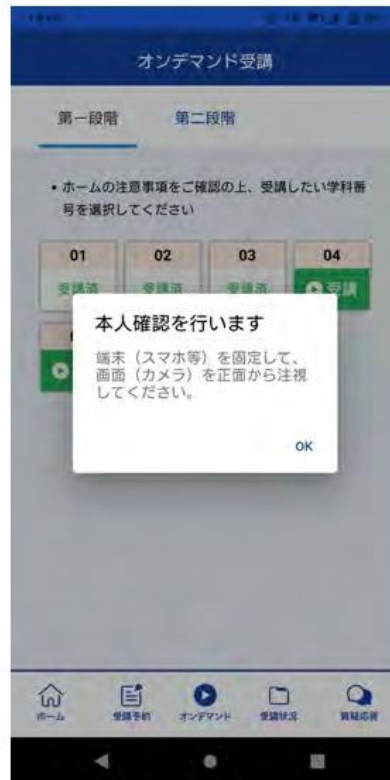 オンデマンド受講
第一段階 第二段階
• ホームの注意事項をご確認の上、受講したい学科番
号を選択してください
01 02 03 04
受講済 受講済 受講済 受講
本人確認を行います
端末（スマホ等）を固定して、
画面（カメラ）を正面から注視
してください。
OK
ホーム 受講予約 オンデマンド 受講状況 質疑応答